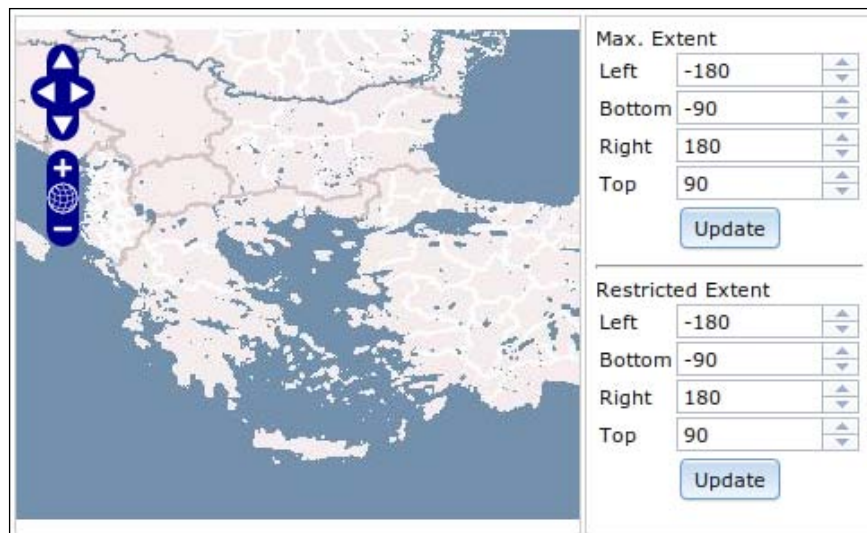 Max. Extent
Left -180
Bottom -90
Right 180
Top 90
Update
Restricted Extent
Left -180
Bottom -90
Right 180
Top 90
Update